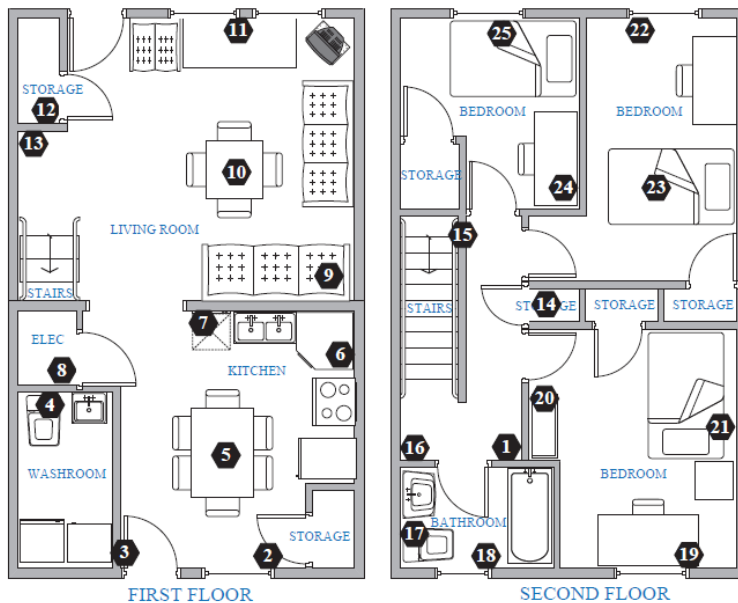 11
25
22
STORAGE
12
BEDROOM
BEDROOM
13
10
STORAGE
24
23
LIVING ROOM
15
9
STAIRS
14
STORAGE
STAIRS
STORAGE
STORAGE
7
ELEC
6
8
KITCHEN
4
20
21
5
16
1
WASHROOM
BEDROOM
17
BATHROOM
3
2
STORAGE
18
19
FIRST FLOOR
SECOND FLOOR